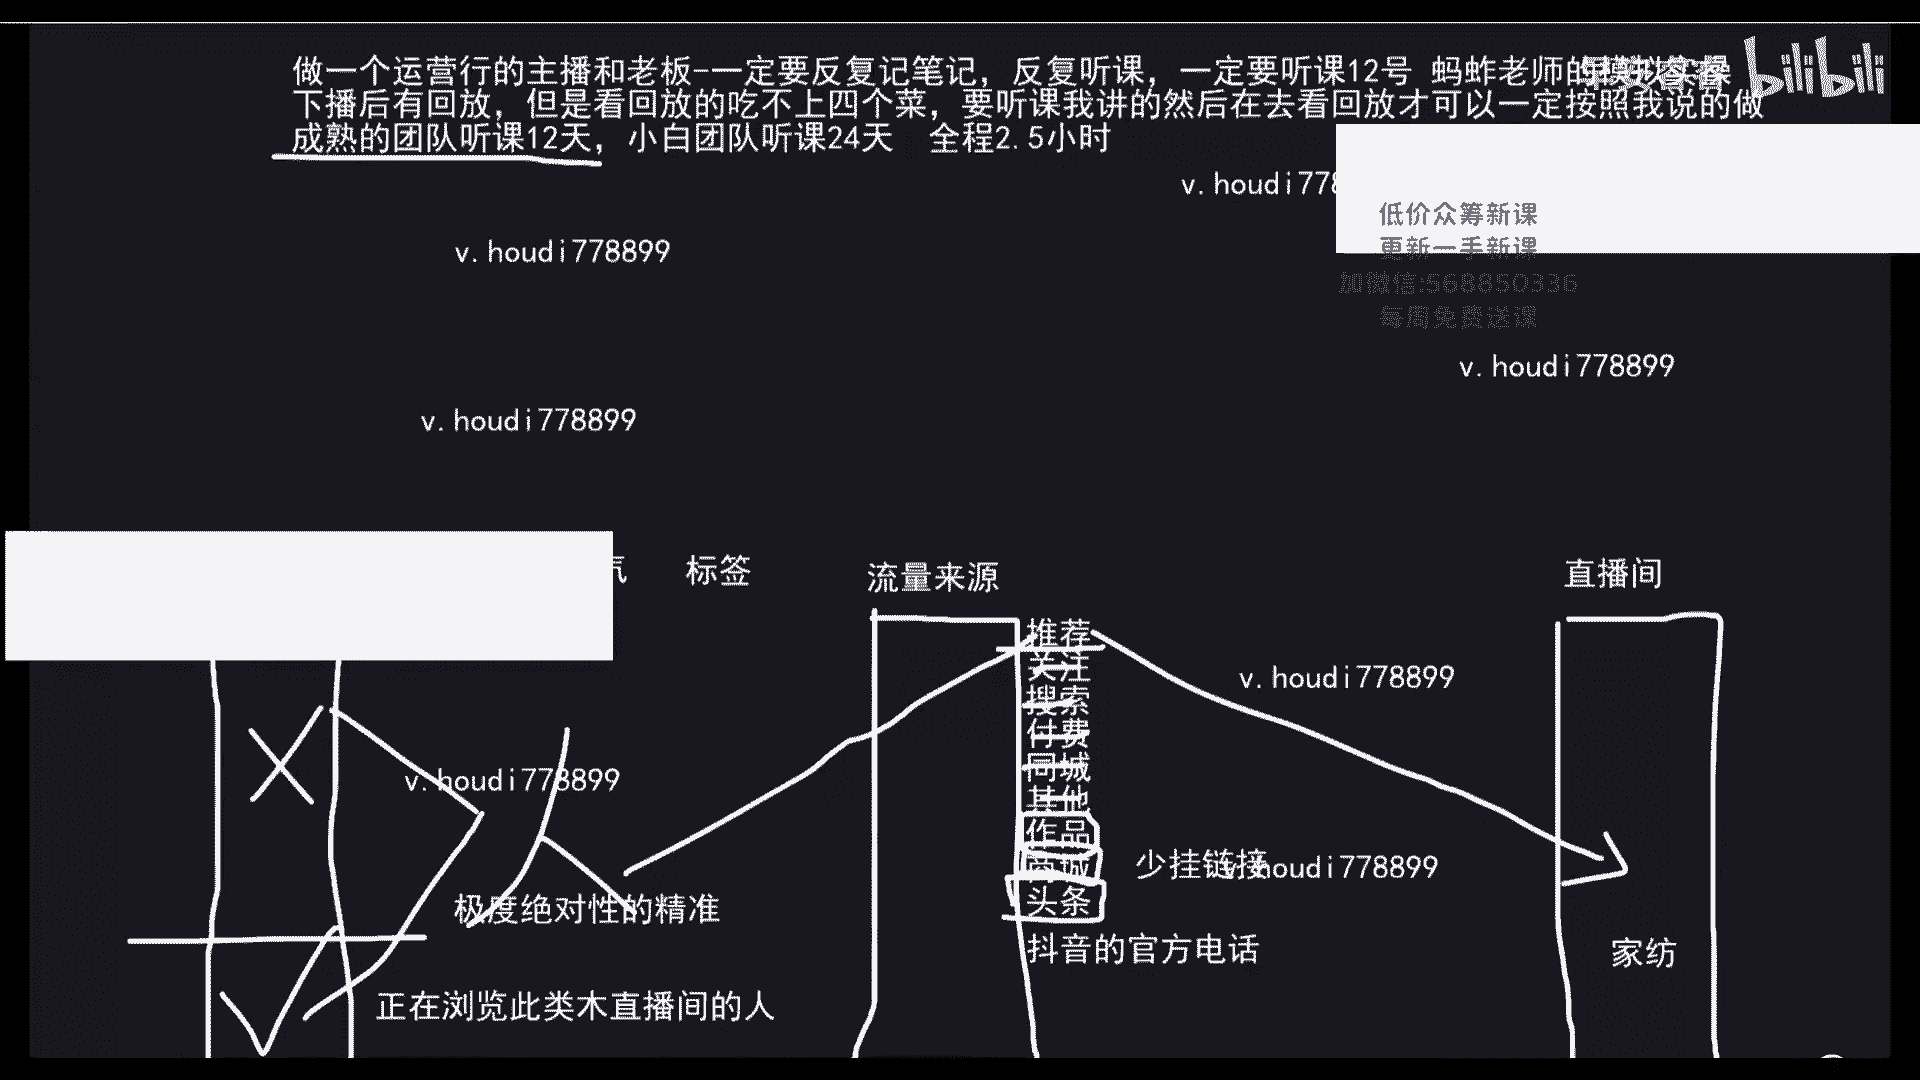 做一个运营行的主播和老板-一定要反复记笔记，反复听课，一定要听课12号 蚂蚱老师的模拟实操
bilibili
下播后有回放，但是看回放的吃不上四个菜，要听课我讲的然后在去看回放才可以一定按照我说的做
成熟的团队听课12天，小白团队听课24天 全程2.5小时
v.houdi778
低价众筹新课
更新一手新课
v.houdi778899
加微信:568850336
每周免费送课
v.houdi778899
v.houdi778899
标签
流量来源
直播间
推荐
关注
v.houdi778899
搜索
付费
同城
v.houdi778899
其他
作品
商城
少挂链接
v.houdi778899
头条
极度绝对性的精准
抖音的官方电话
家纺
正在浏览此类木直播间的人